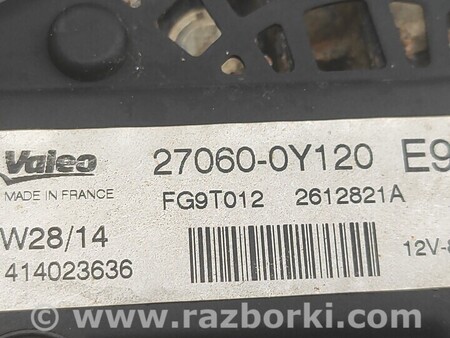 Valeo 27060-0Y120 E9
MADE IN FRANCE FG9T012 2612821A
W28/14
414023636
12V-8
www.razborki.com